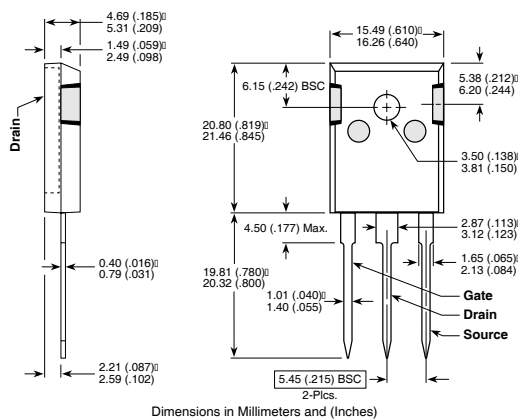 4.69 (.185)
5.31 (.209)
1.49 (.059)
2.49 (.098)
15.49 (.610)
16.26 (.640)
6.15 (.242) BSC
5.38 (.212)
6.20 (.244)
Drain
20.80 (.819)
21.46 (.845)
3.50 (.138)
3.81 (.150)
4.50 (.177) Max.
2.87 (.113)
3.12 (.123)
0.40 (.016)
0.79 (.031)
19.81 (.780)
20.32 (.800)
1.65 (.065)
2.13 (.084)
1.01 (.040)
1.40 (.055)
Gate
Drain
Source
2.21 (.087)
2.59 (.102)
5.45 (.215) BSC
2-Plcs.
Dimensions in Millimeters and (Inches)